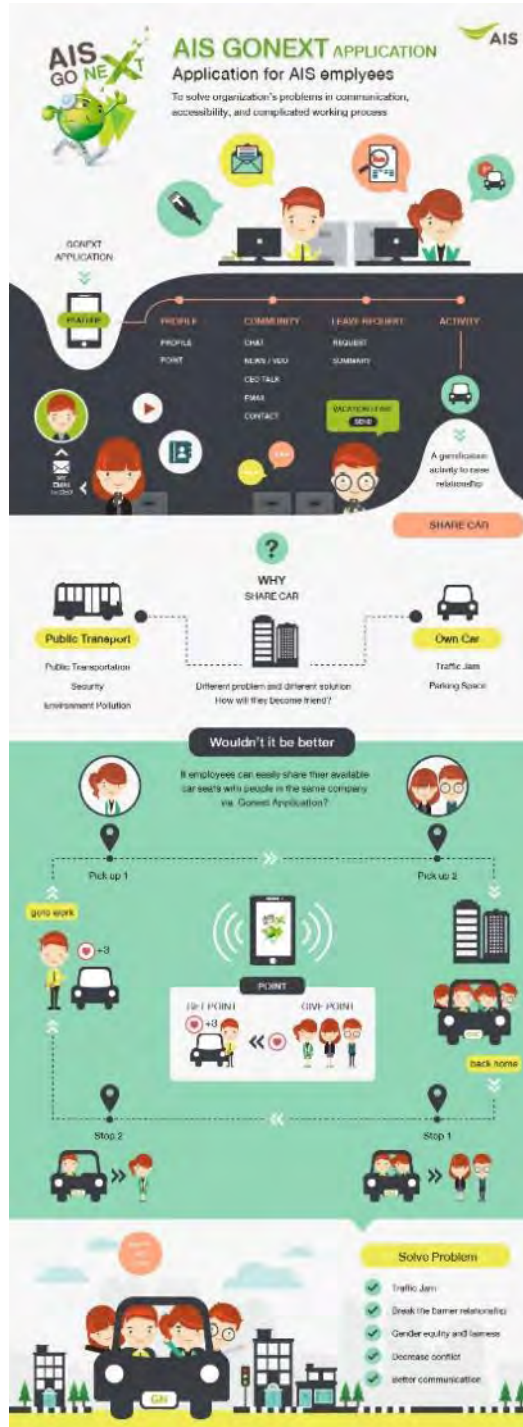 AIS
GO NEXT
AIS GONEXT APPLICATION
Application for AIS emplyees
To solve organization's problems in communication,
accessibility, and complicated working process
AIS
GONEXT
APPLICATION
FEATURE
PROFILE
PROFILE
POINT
COMMUNITY
CHAT
NEWS / VDO
CEO TALK
EMAIL
CONTACT
LEAVE REQUEST
REQUEST
SUMMARY
ACTIVITY
VACATION LEAVE
SEND
A gamification
activity to raise
relationship
SHARE CAR
?
WHY
SHARE CAR
Public Transport
Public Transportation
Security
Environment Pollution
Different problem and different solution
How will they become friend?
Own Car
Traffic Jam
Parking Space
Wouldn't it be better
If employees can easily share thier available
car seats with people in the same company
via. Gonext Application?
Pick up 1
Pick up 2
goto work
+3
POINT
GET POINT
+3
GIVE POINT
back home
Stop 2
Stop 1
GN
Solve Problem
Traffic Jam
Break the barrier relationship
Gender equity and fairness
Decrease conflict
Better communication